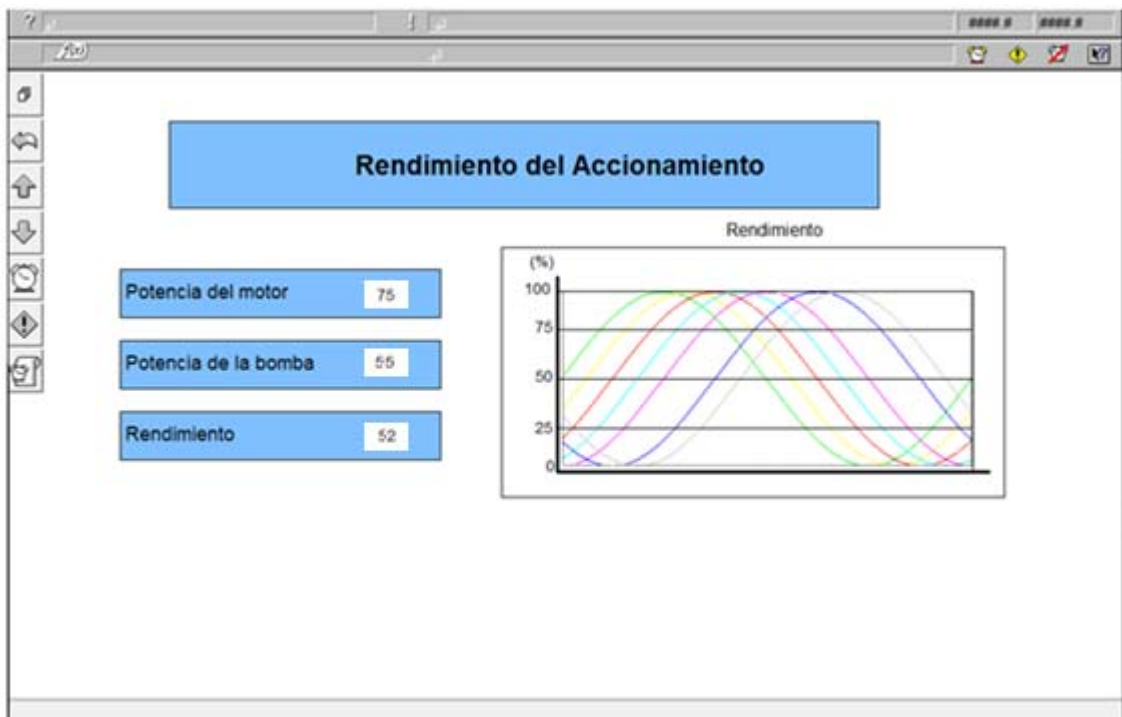 ?
####.# ####.#
f(x)
Rendimiento del Accionamiento
Rendimiento
(%)
100
75
50
25
0
Potencia del motor 75
Potencia de la bomba 55
Rendimiento 52